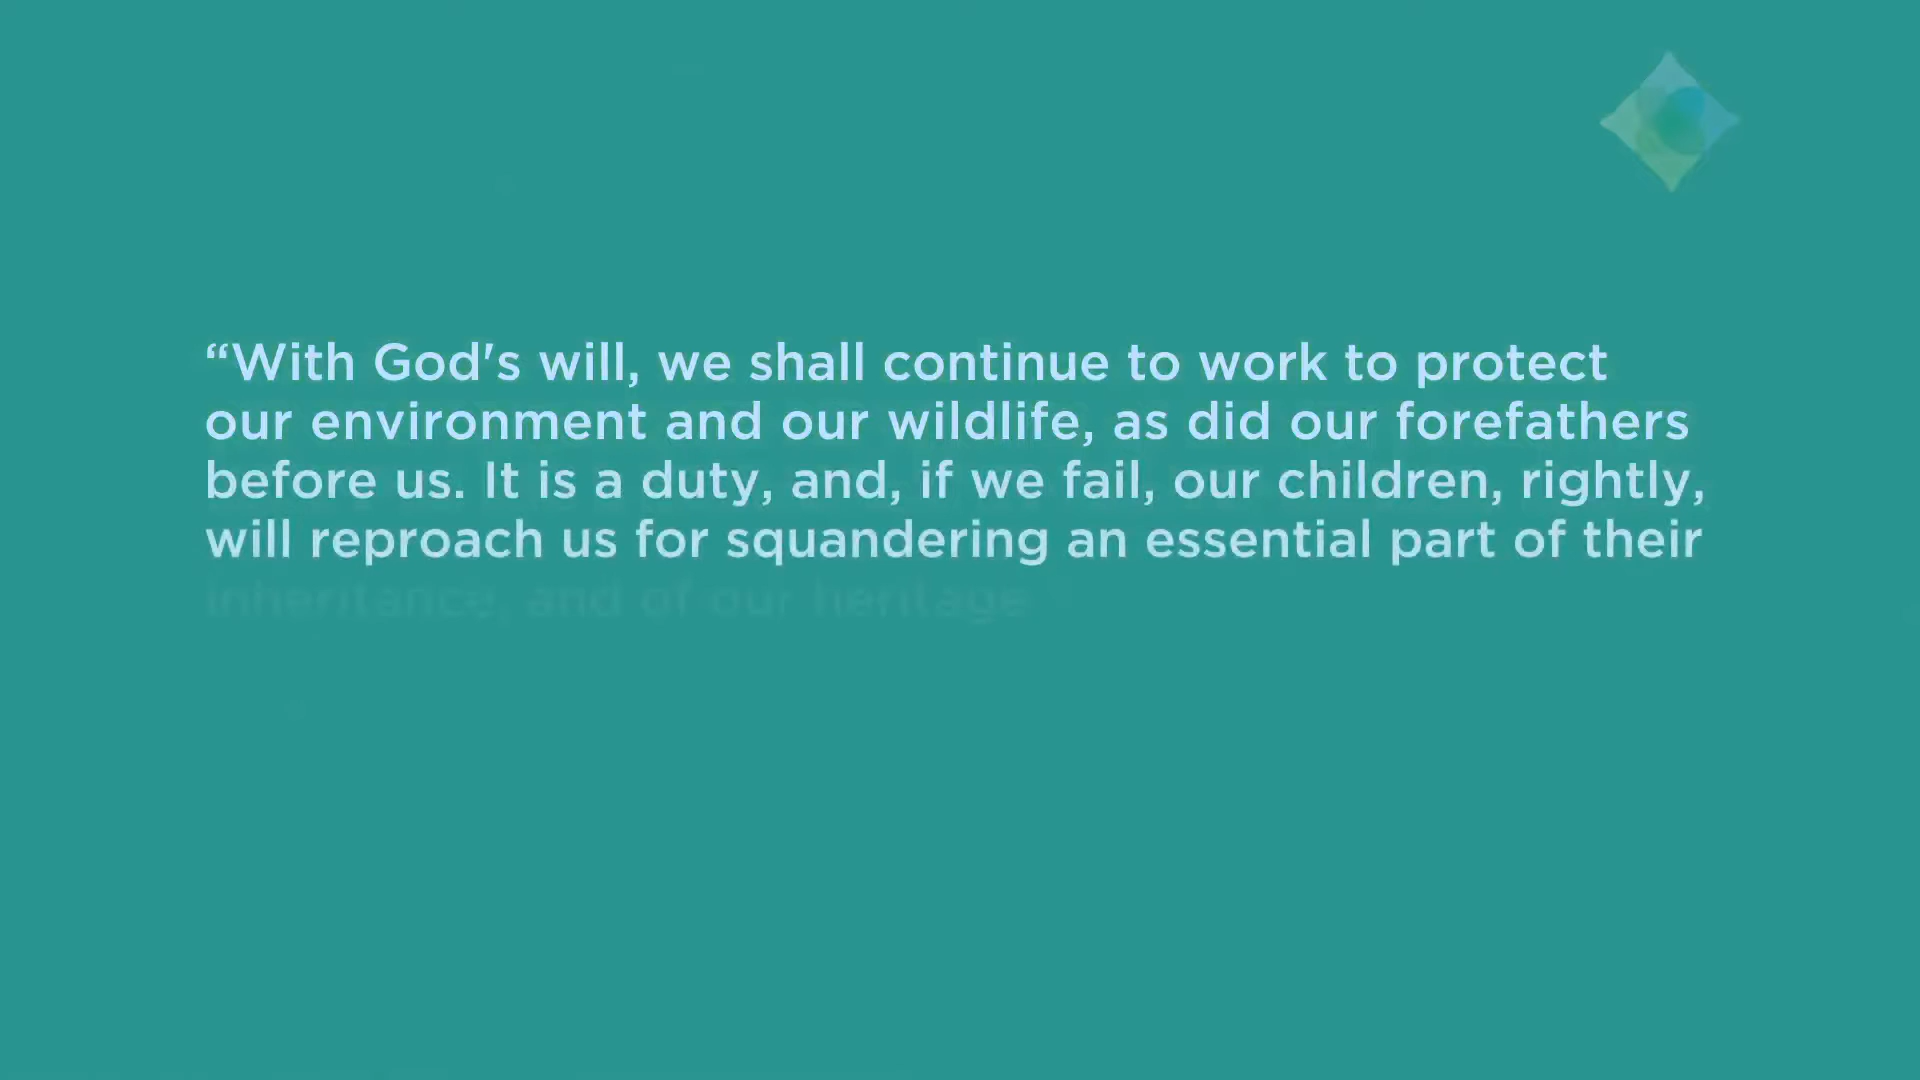 “With God's will, we shall continue to work to protect
our environment and our wildlife, as did our forefathers
before us. It is a duty, and, if we fail, our children, rightly,
will reproach us for squandering an essential part of their
inheritance, and of our heritage